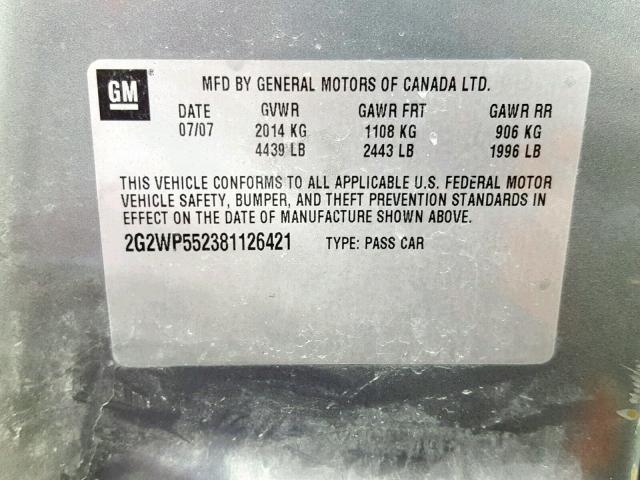 GM
MFD BY GENERAL MOTORS OF CANADA LTD.
DATE GVWR GAWR FRT GAWR RR
07/07 2014 KG 1108 KG 906 KG
4439 LB 2443 LB 1996 LB
THIS VEHICLE CONFORMS TO ALL APPLICABLE U.S. FEDERAL MOTOR
VEHICLE SAFETY, BUMPER, AND THEFT PREVENTION STANDARDS IN
EFFECT ON THE DATE OF MANUFACTURE SHOWN ABOVE.
2G2WP552381126421 TYPE: PASS CAR